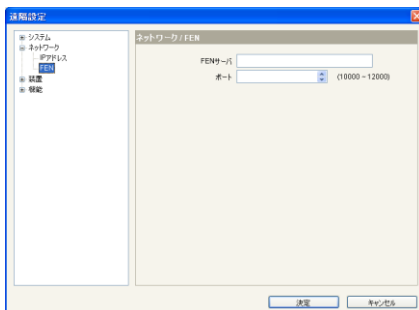 遠隔設定
システム
ネットワーク
IPアドレス
FEN
装置
機能
ネットワーク / FEN
FENサーバ
ポート (10000 ~ 12000)
決定 キャンセル